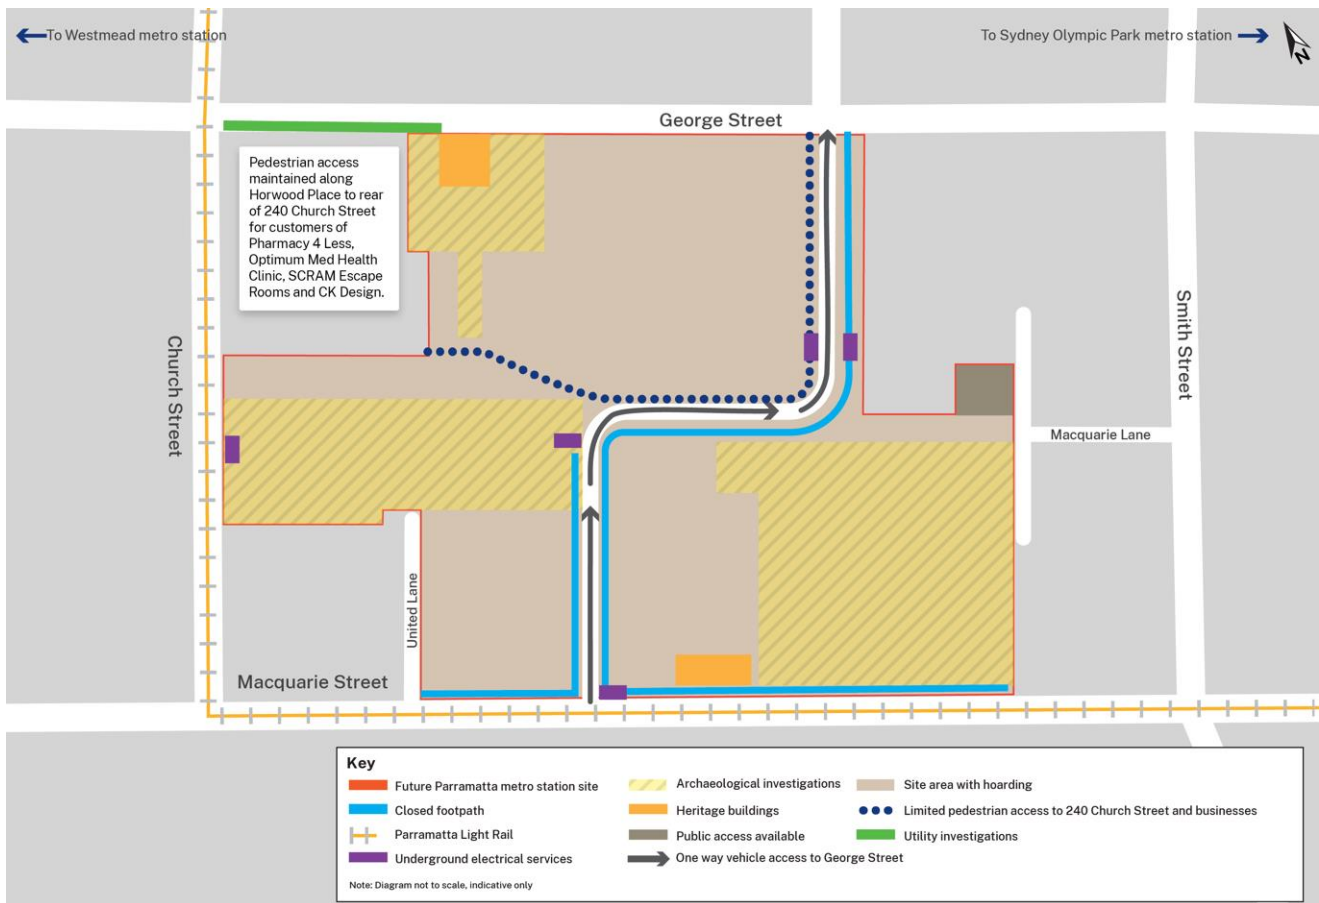 To Westmead metro station
To Sydney Olympic Park metro station
N
George Street
Pedestrian access
maintained along
Horwood Place to rear
of 240 Church Street
for customers of
Pharmacy 4 Less,
Optimum Med Health
Clinic, SCRAM Escape
Rooms and CK Design.
Church Street
Smith Street
Macquarie Lane
United Lane
Macquarie Street
Key
Future Parramatta metro station site
Closed footpath
Parramatta Light Rail
Underground electrical services
Archaeological investigations
Heritage buildings
Public access available
One way vehicle access to George Street
Site area with hoarding
Limited pedestrian access to 240 Church Street and businesses
Utility investigations
Note: Diagram not to scale, indicative only